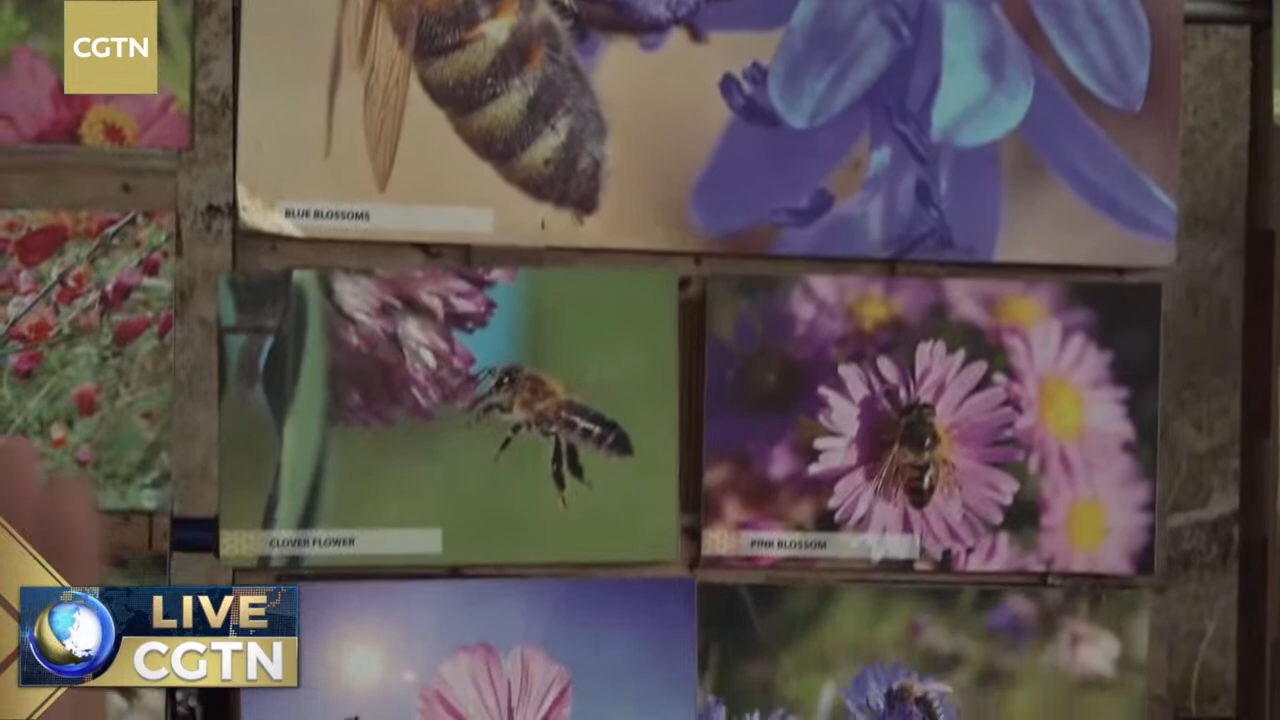 CGTN
BLUE BLOSSOMS
CLOVER FLOWER
PINK BLOSSOM
LIVE
CGTN